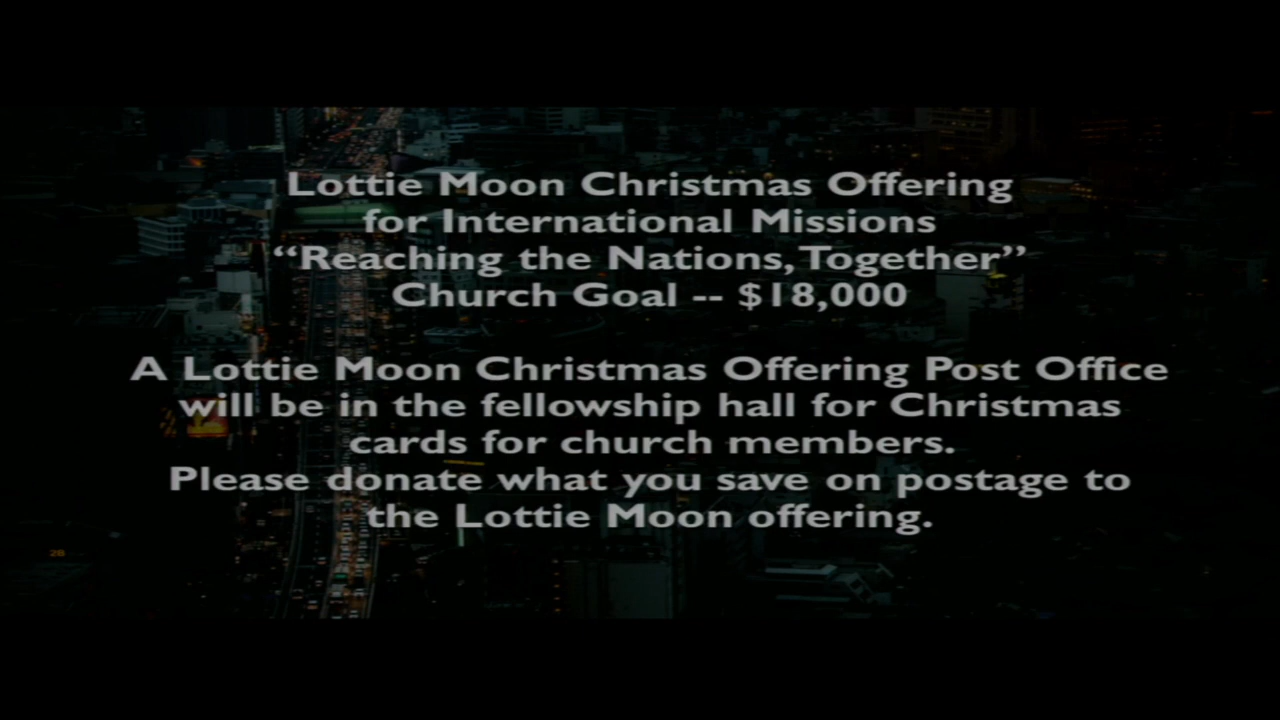 Lottie Moon Christmas Offering
for International Missions
“Reaching the Nations, Together”
Church Goal -- $18,000
A Lottie Moon Christmas Offering Post Office
will be in the fellowship hall for Christmas
cards for church members.
Please donate what you save on postage to
the Lottie Moon offering.
28